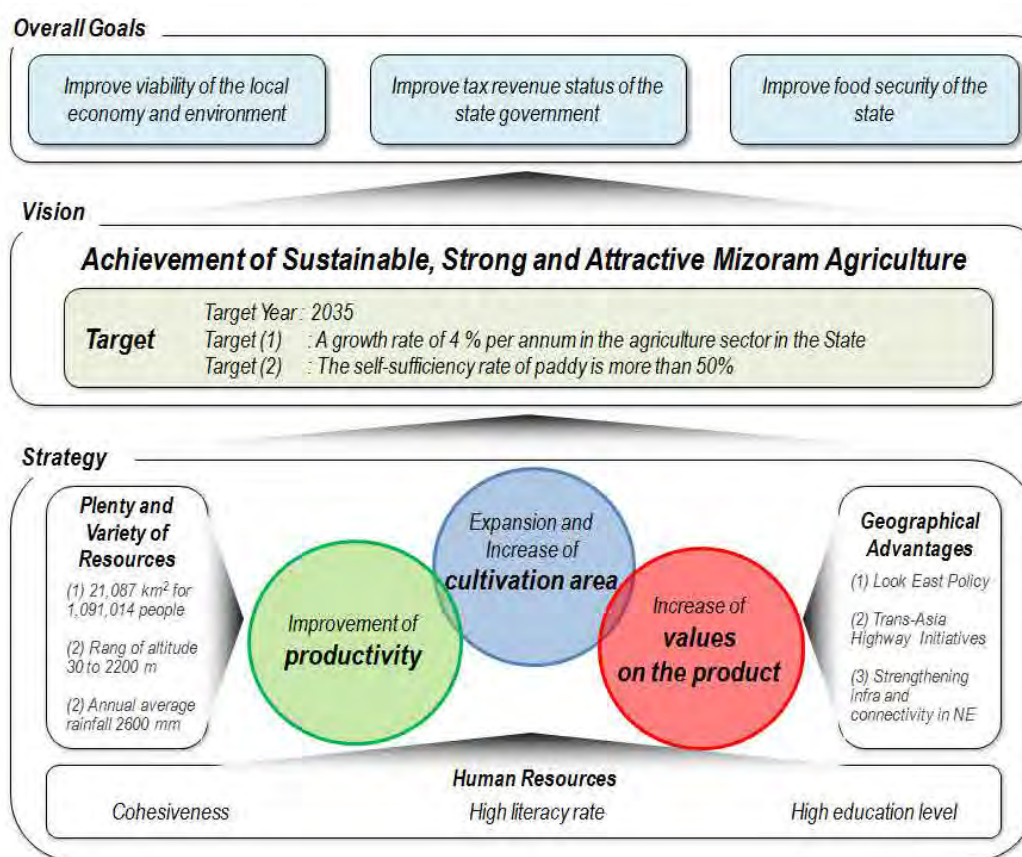 Overall Goals
Improve viability of the local
economy and environment
Improve tax revenue status of the
state government
Improve food security of the
state
Vision
Achievement of Sustainable, Strong and Attractive Mizoram Agriculture
Target
Target Year : 2035
Target (1) : A growth rate of 4 % per annum in the agriculture sector in the State
Target (2) : The self-sufficiency rate of paddy is more than 50%
Strategy
Plenty and
Variety of
Resources
(1) 21,087 km² for
1,091,014 people
(2) Rang of altitude
30 to 2200 m
(2) Annual average
rainfall 2600 mm
Improvement of
productivity
Expansion and
Increase of
cultivation area
Increase of
values
on the product
Geographical
Advantages
(1) Look East Policy
(2) Trans-Asia
Highway Initiatives
(3) Strengthening
infra and
connectivity in NE
Human Resources
Cohesiveness
High literacy rate
High education level